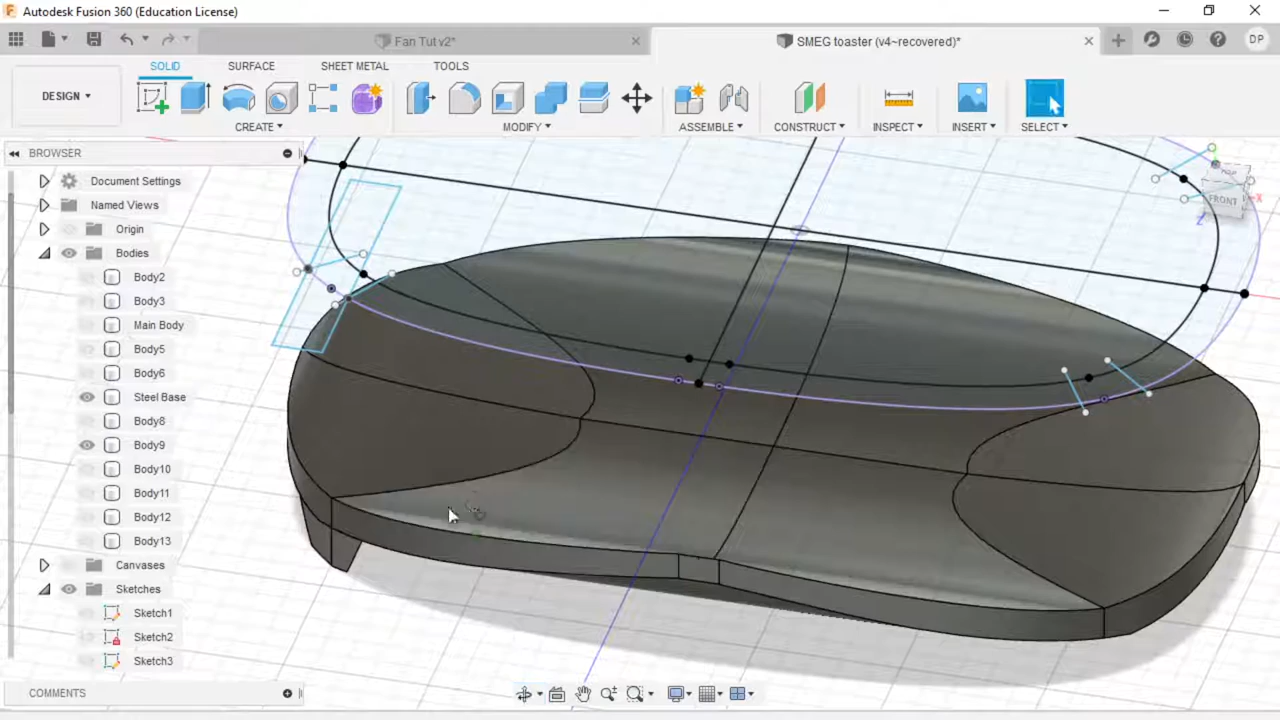 Autodesk Fusion 360 (Education License)
Fan Tut v2*
SMEG toaster (v4~recovered)*
DP
SOLID SURFACE SHEET METAL TOOLS
DESIGN
CREATE MODIFY ASSEMBLE CONSTRUCT INSPECT INSERT SELECT
BROWSER
Document Settings
Named Views
Origin
Bodies
Body2
Body3
Main Body
Body5
Body6
Steel Base
Body8
Body9
Body10
Body11
Body12
Body13
Canvases
Sketches
Sketch1
Sketch2
Sketch3
FRONT
X
Z
COMMENTS